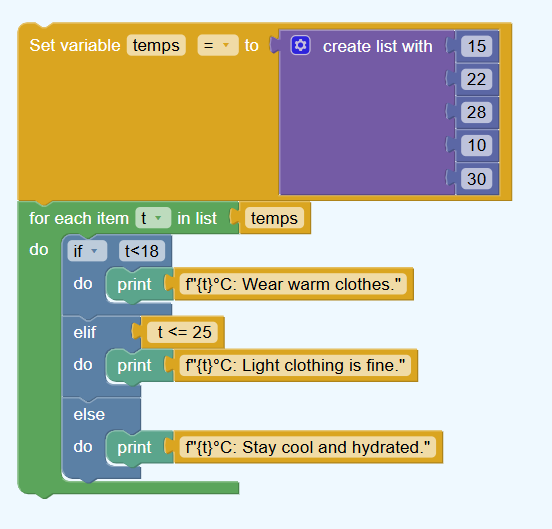 Set variable temps = to create list with 15
22
28
10
30
for each item t in list temps
do if t<18
do print f"{t}°C: Wear warm clothes."
elif t <= 25
do print f"{t}°C: Light clothing is fine."
else
do print f"{t}°C: Stay cool and hydrated."